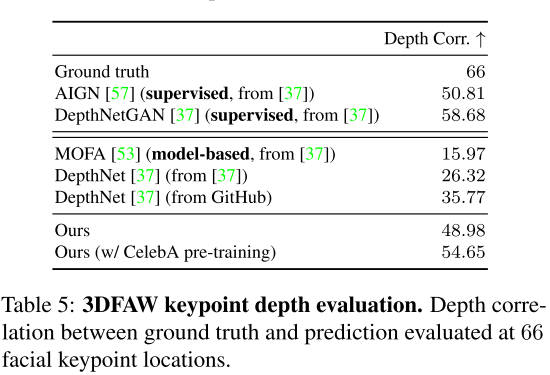 Depth Corr. ↑
Ground truth 66
AIGN [57] (supervised, from [37]) 50.81
DepthNetGAN [37] (supervised, from [37]) 58.68
MOFA [53] (model-based, from [37]) 15.97
DepthNet [37] (from [37]) 26.32
DepthNet [37] (from GitHub) 35.77
Ours 48.98
Ours (w/ CelebA pre-training) 54.65
Table 5: 3DFAW keypoint depth evaluation. Depth corre-
lation between ground truth and prediction evaluated at 66
facial keypoint locations.